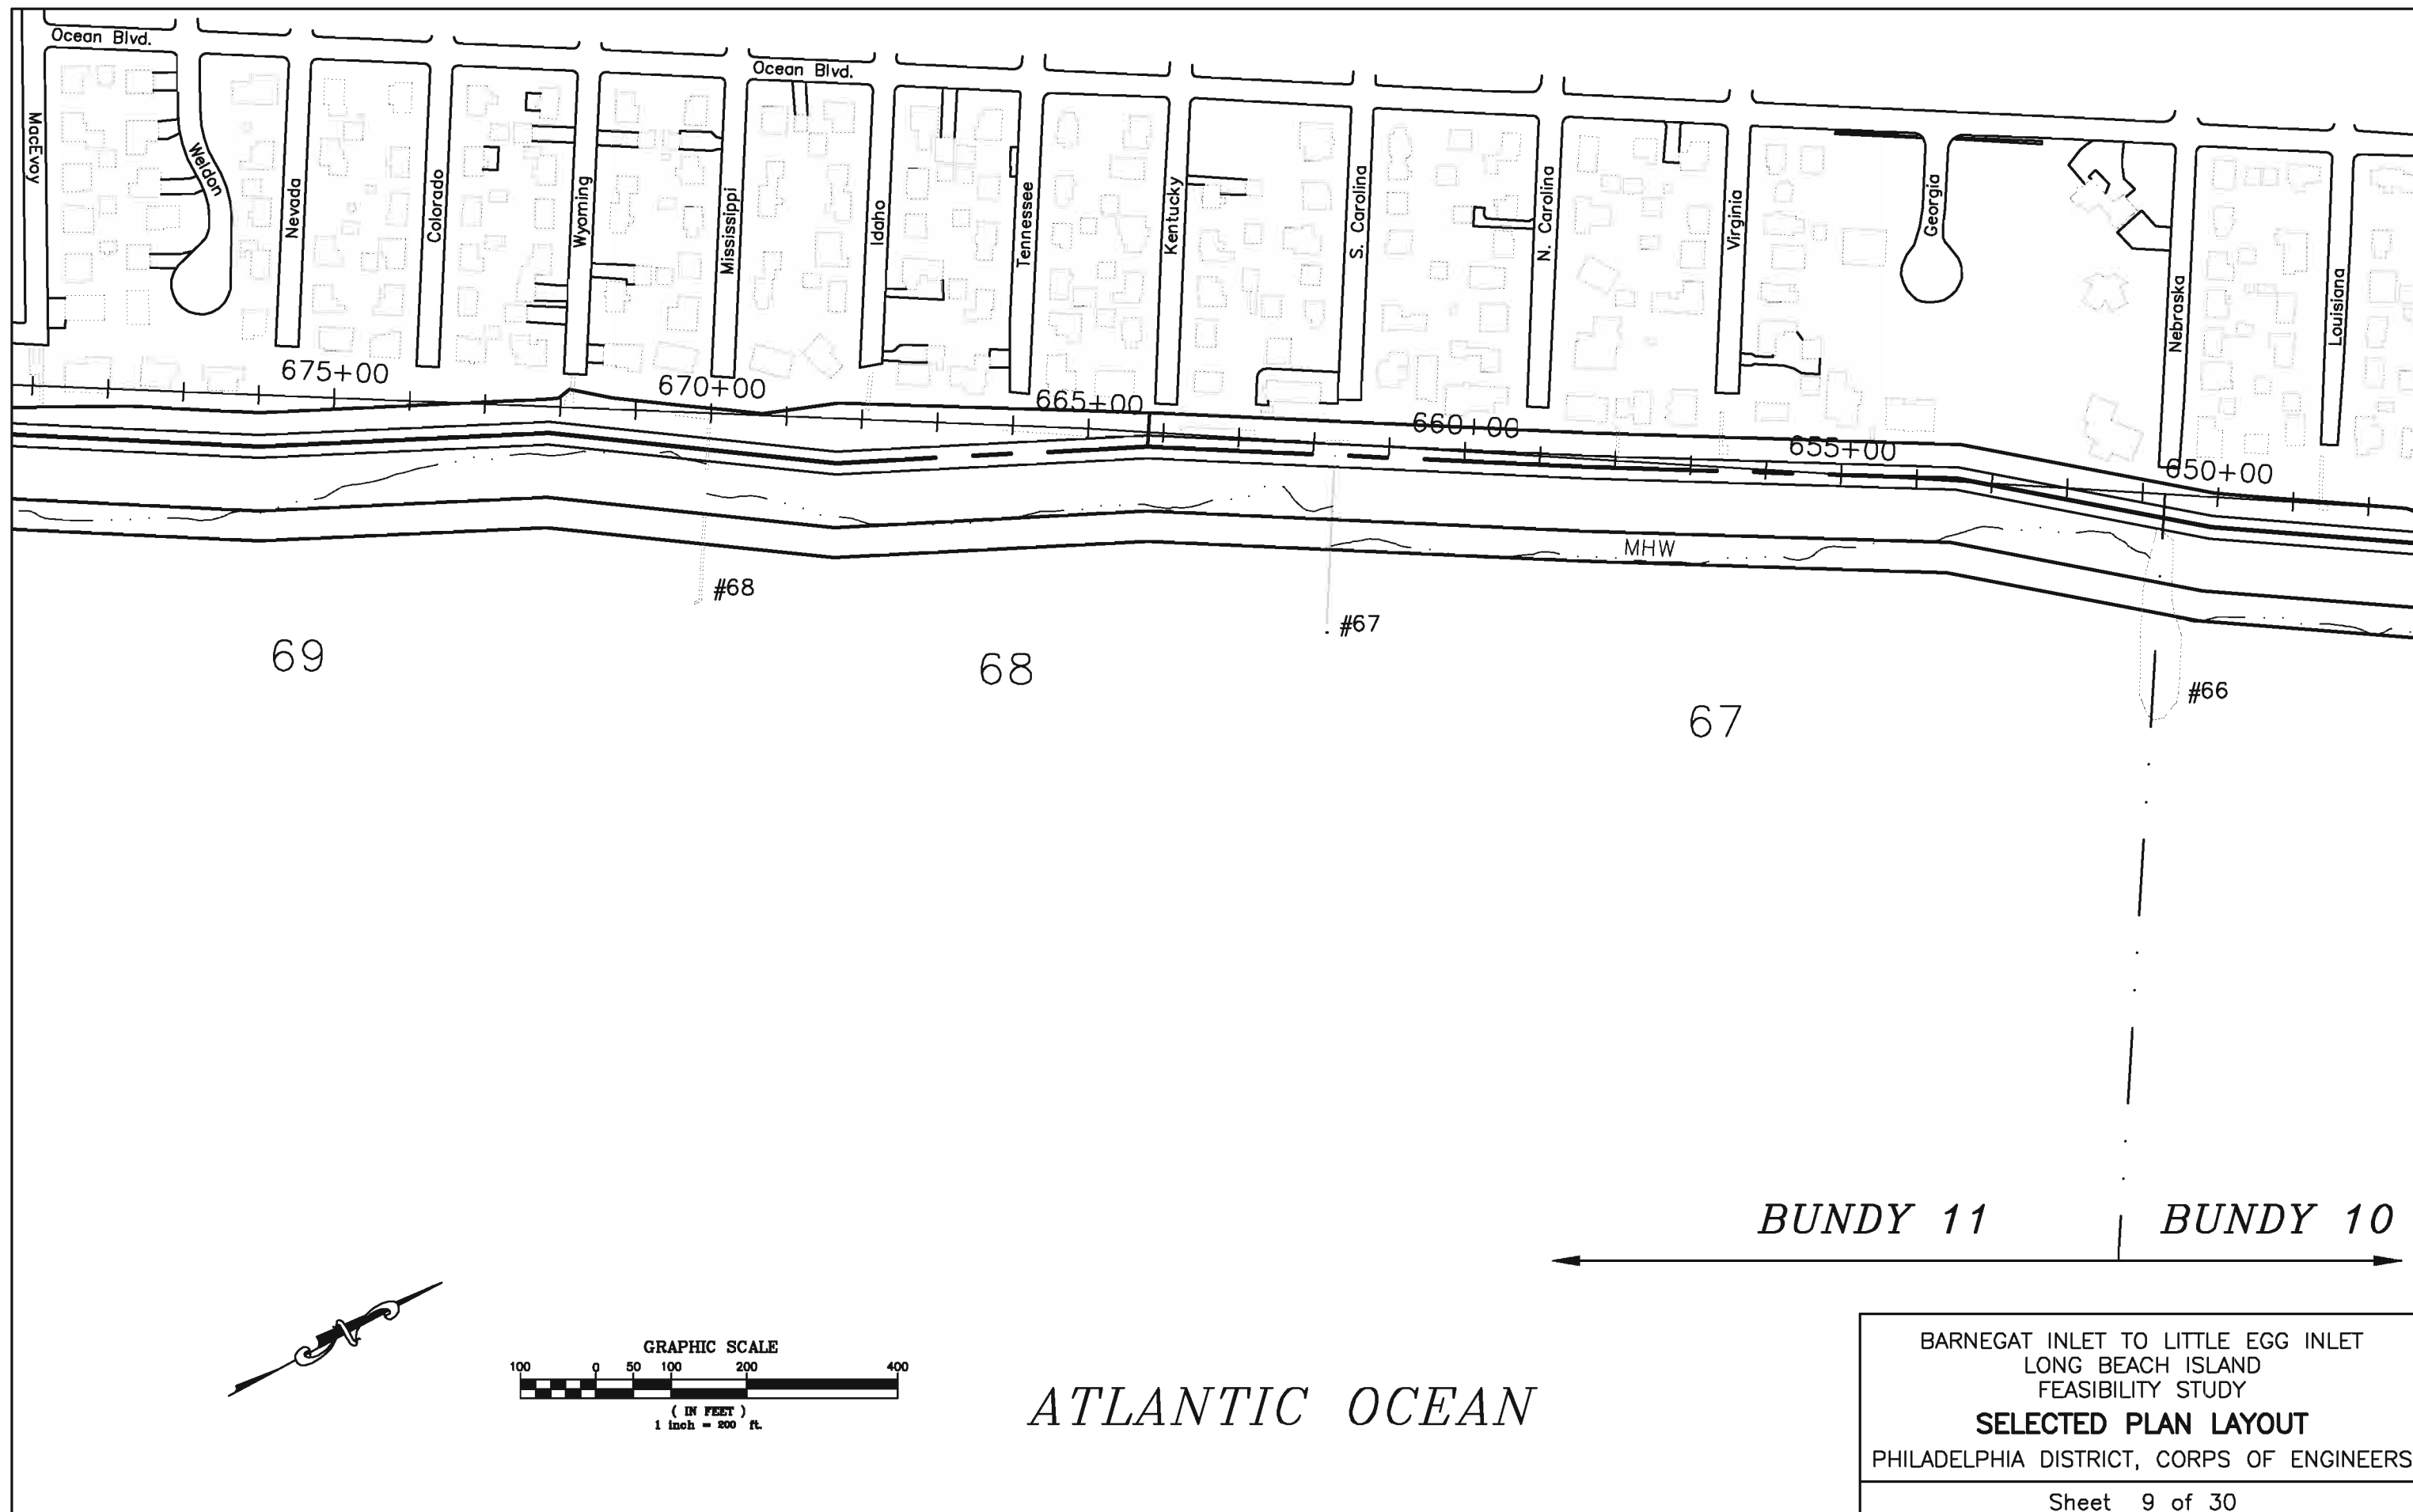 Ocean Blvd.
Ocean Blvd.
MacEvoy
Weldon
Nevada
Colorado
Wyoming
Mississippi
Idaho
Tennessee
Kentucky
S. Carolina
N. Carolina
Virginia
Georgia
Nebraska
Louisiana
675+00
670+00
665+00
660+00
655+00
650+00
MHW
#68
#67
#66
69
68
67
BUNDY 11
BUNDY 10
GRAPHIC SCALE
100 0 50 100 200 400
( IN FEET )
1 inch = 200 ft.
ATLANTIC OCEAN
BARNEGAT INLET TO LITTLE EGG INLET
LONG BEACH ISLAND
FEASIBILITY STUDY
SELECTED PLAN LAYOUT
PHILADELPHIA DISTRICT, CORPS OF ENGINEERS
Sheet 9 of 30